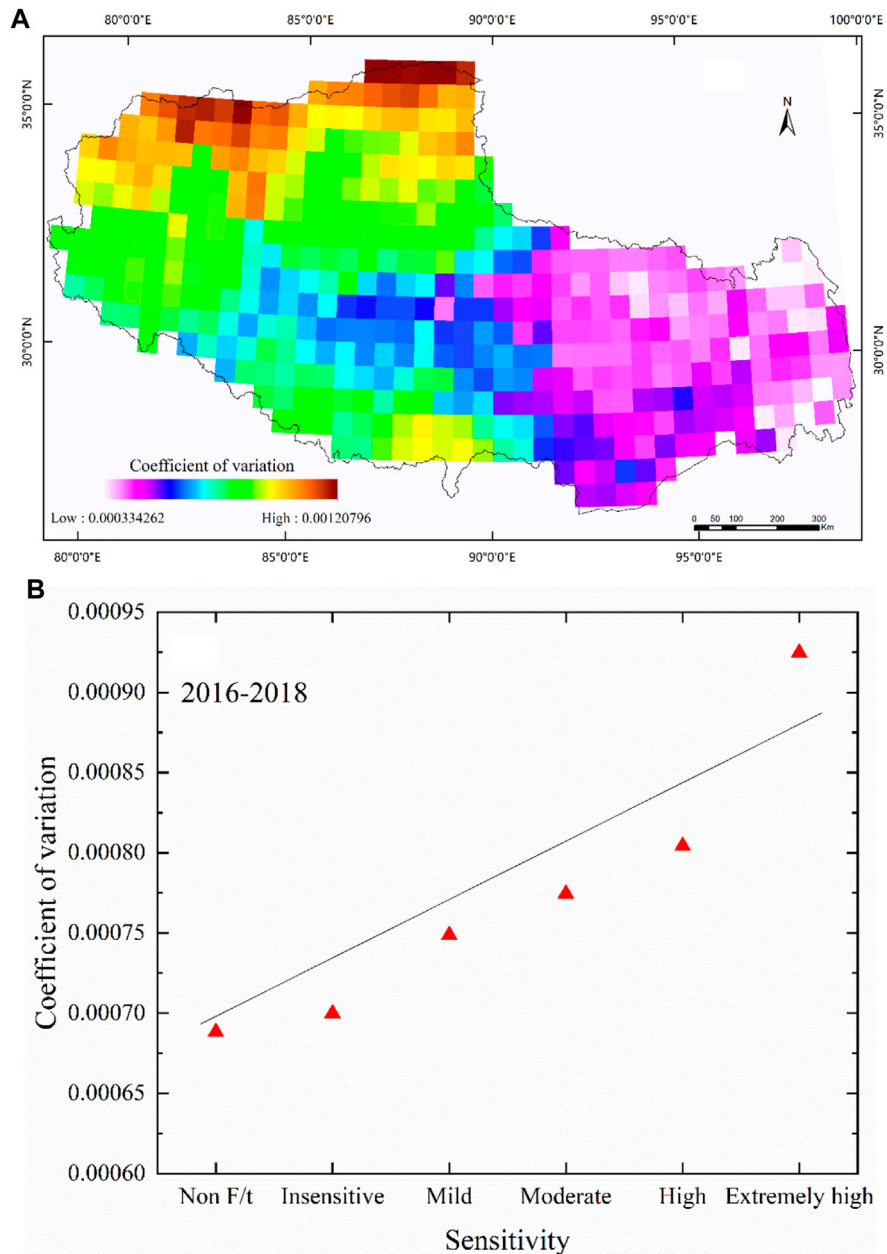 A
80°0'0"E 85°0'0"E 90°0'0"E 95°0'0"E 100°0'0"E
35°0'0"N
35°0'0"N
N
30°0'0"N
30°0'0"N
Coefficient of variation
Low : 0.000334262 High : 0.00120796
0 50 100 200 300
Km
80°0'0"E 85°0'0"E 90°0'0"E 95°0'0"E
B
0.00095
0.00090
2016-2018
0.00085
0.00080
0.00075
0.00070
0.00065
0.00060
Coefficient of variation
Non F/t Insensitive Mild Moderate High Extremely high
Sensitivity